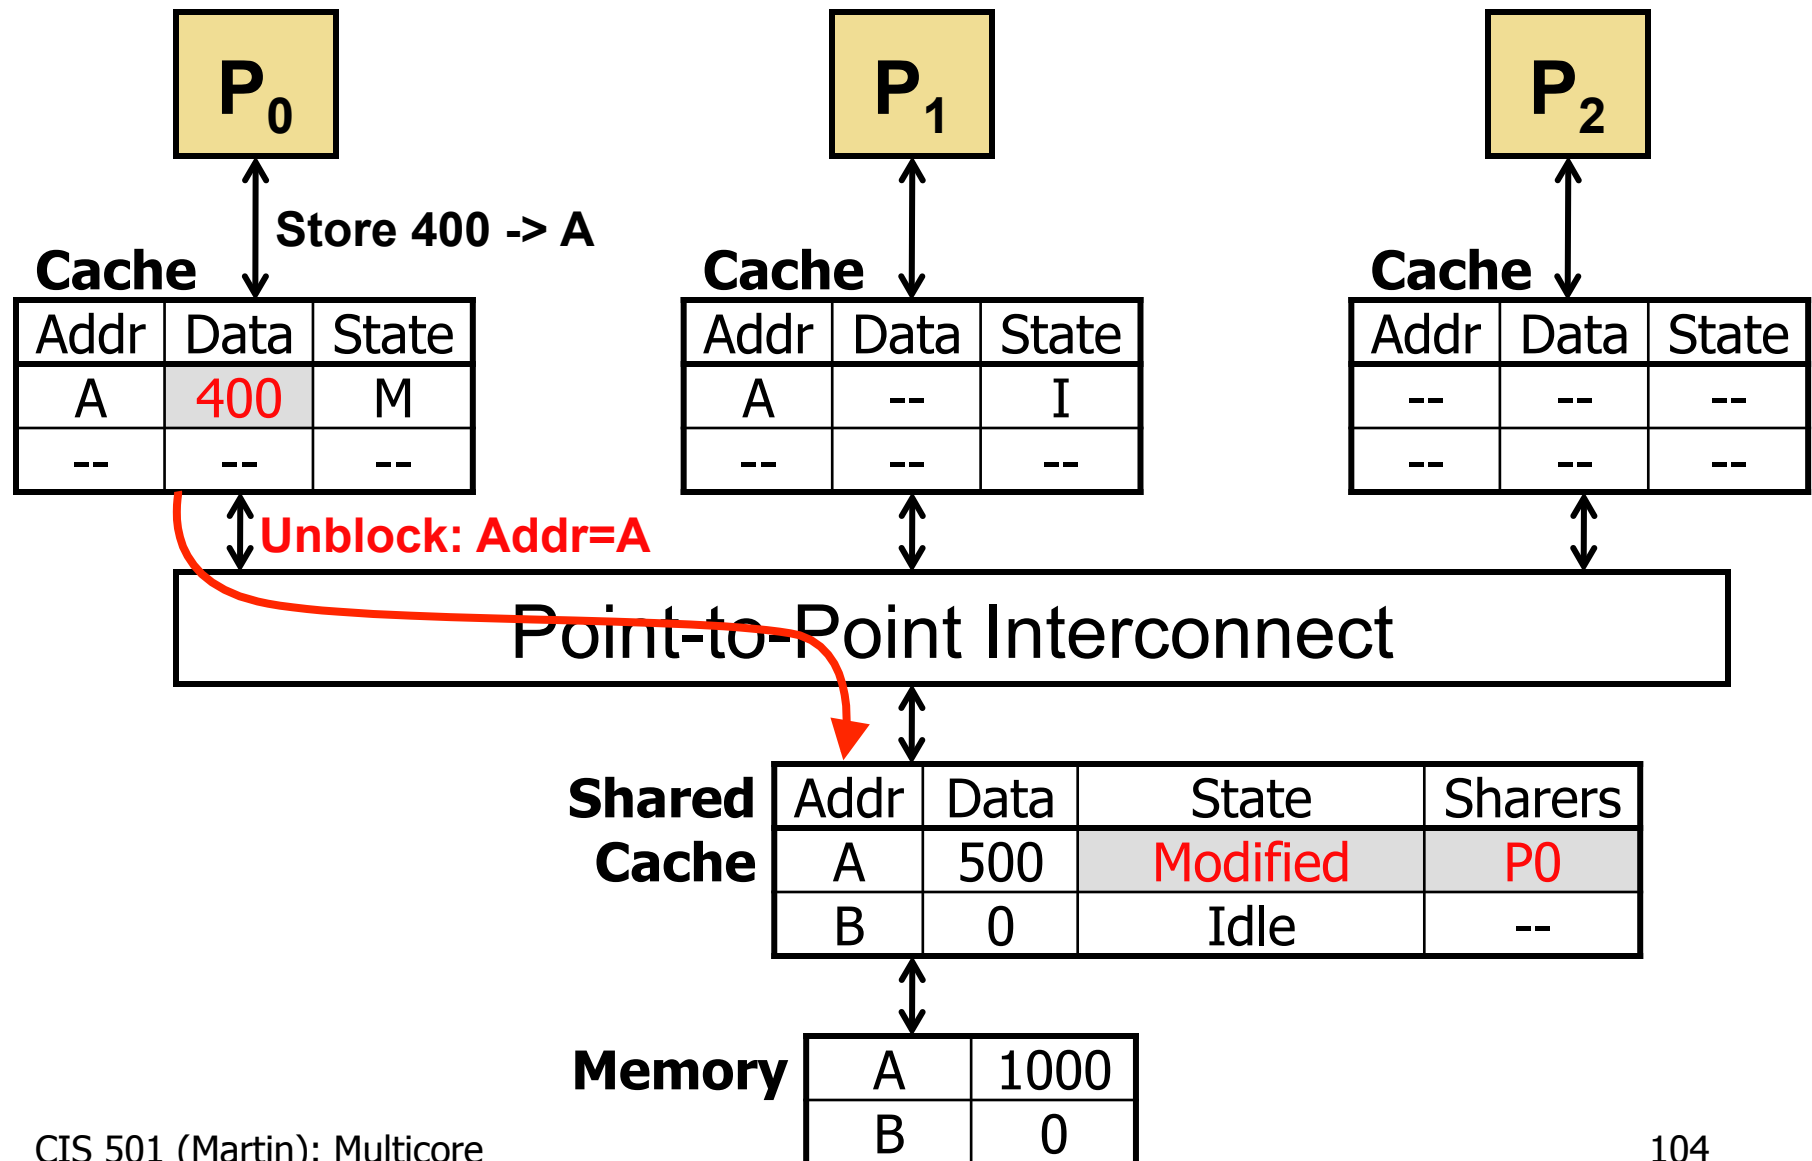 P0 P1 P2
Store 400 -> A
Cache Cache Cache
Addr Data State Addr Data State Addr Data State
A 400 M A -- I -- -- --
-- -- -- -- -- -- -- -- --
Unblock: Addr=A
Point-to-Point Interconnect
Shared Addr Data State Sharers
Cache A 500 Modified P0
B 0 Idle --
Memory A 1000
B 0
CIS 501 (Martin): Multicore 104